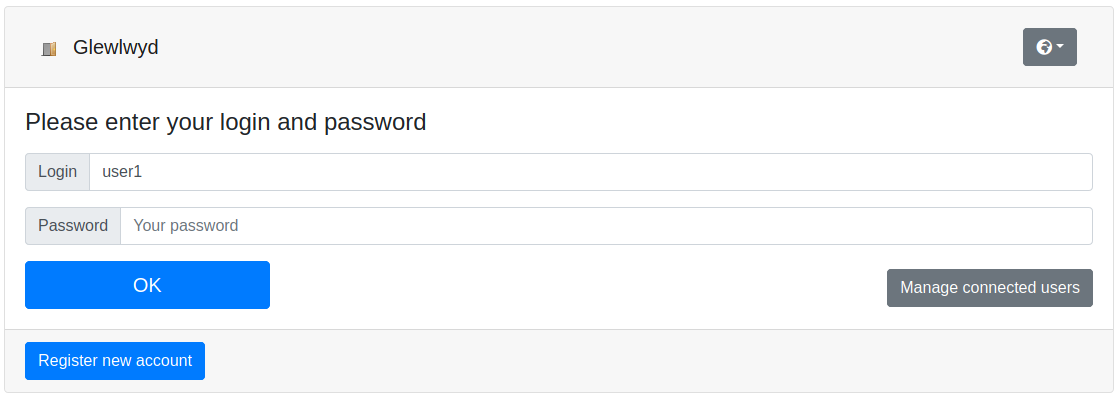 Glewlwyd
Please enter your login and password
Login user1
Password Your password
OK
Manage connected users
Register new account